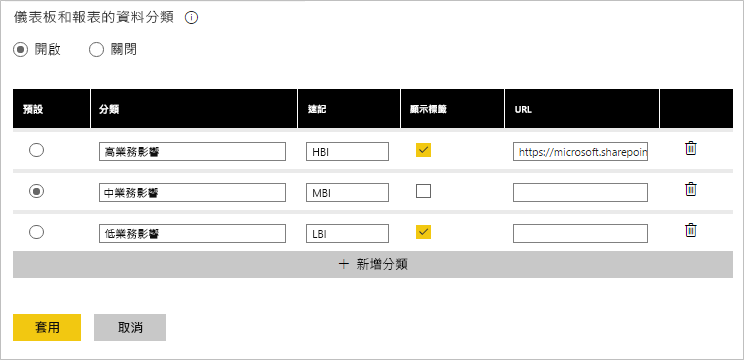 儀表板和報表的資料分類
開啟 關閉
預設 分類 速記 顯示標籤 URL
高業務影響 HBI https://microsoft.sharepoin
中業務影響 MBI
低業務影響 LBI
＋ 新增分類
套用 取消